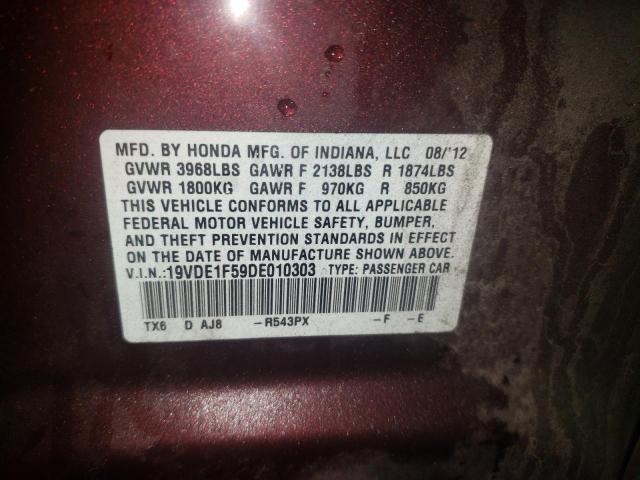 MFD. BY HONDA MFG. OF INDIANA, LLC 08/'12
GVWR 3968LBS GAWR F 2138LBS R 1874LBS
GVWR 1800KG GAWR F 970KG R 850KG
THIS VEHICLE CONFORMS TO ALL APPLICABLE
FEDERAL MOTOR VEHICLE SAFETY, BUMPER,
AND THEFT PREVENTION STANDARDS IN EFFECT
ON THE DATE OF MANUFACTURE SHOWN ABOVE.
V.I.N.:19VDE1F59DE010303 TYPE: PASSENGER CAR
TX6 D AJ8 -R543PX -F -E